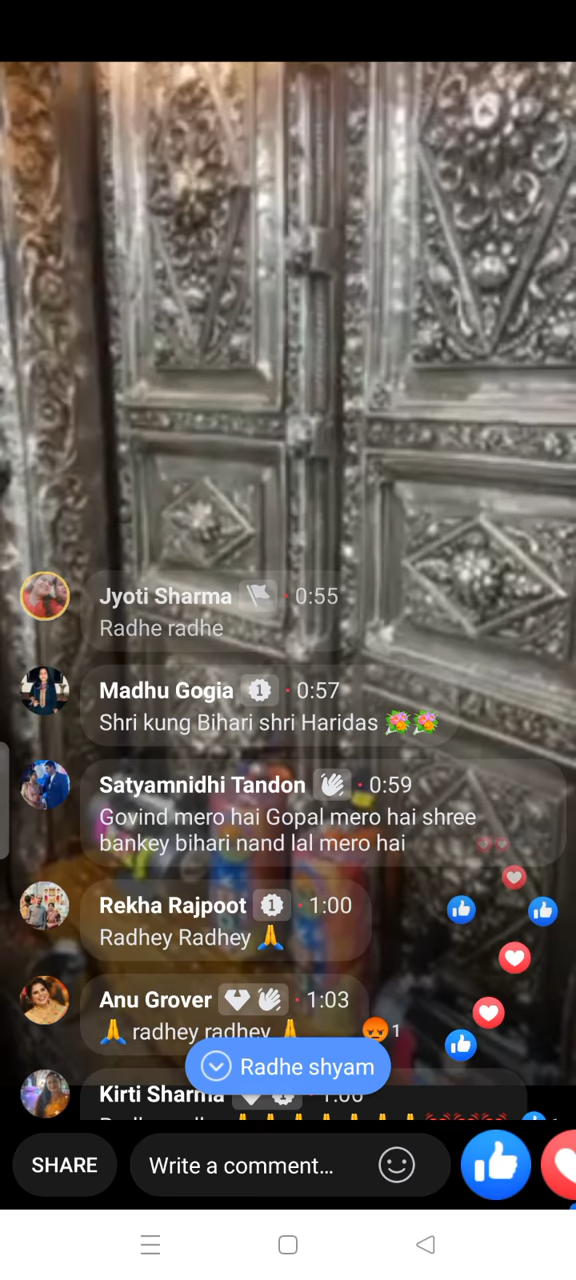 Jyoti Sharma · 0:55
Radhe radhe
Madhu Gogia 1 · 0:57
Shri kung Bihari shri Haridas 💐💐
Satyamnidhi Tandon · 0:59
Govind mero hai Gopal mero hai shree
bankey bihari nand lal mero hai
Rekha Rajpoot 1 · 1:00
Radhey Radhey 🙏
Anu Grover · 1:03
🙏 radhey radhey 🙏
😡 1
Radhe shyam
Kirti Sharma
SHARE
Write a comment...